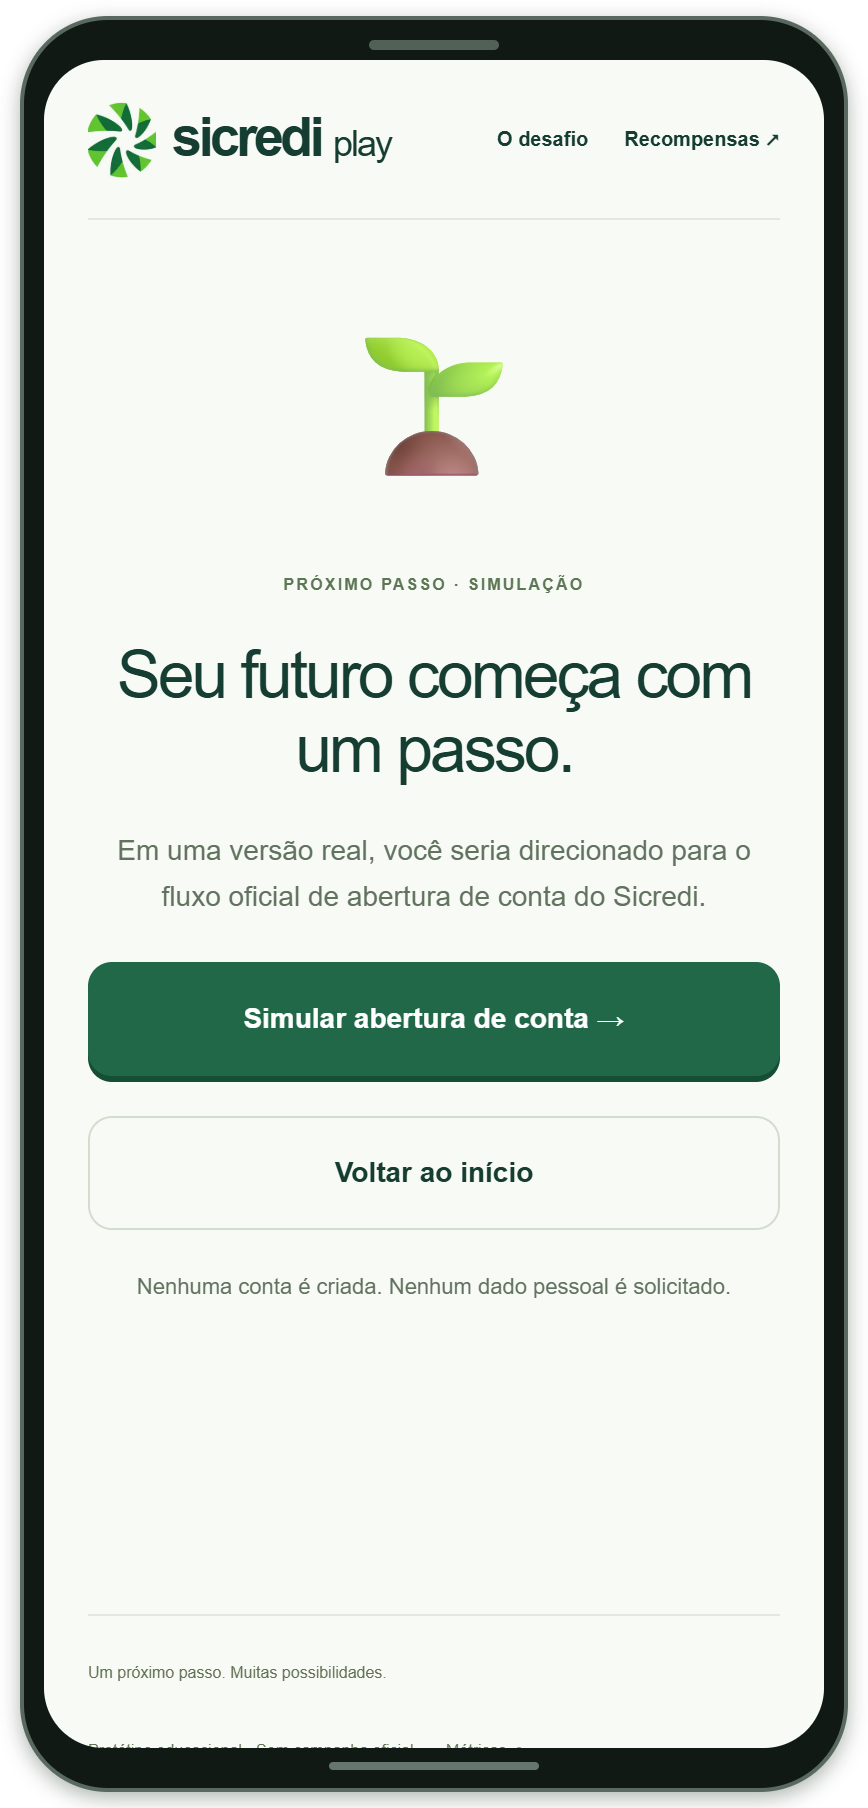 sicredi play
O desafio
Recompensas ↗
PRÓXIMO PASSO · SIMULAÇÃO
Seu futuro começa com
um passo.
Em uma versão real, você seria direcionado para o
fluxo oficial de abertura de conta do Sicredi.
Simular abertura de conta →
Voltar ao início
Nenhuma conta é criada. Nenhum dado pessoal é solicitado.
Um próximo passo. Muitas possibilidades.